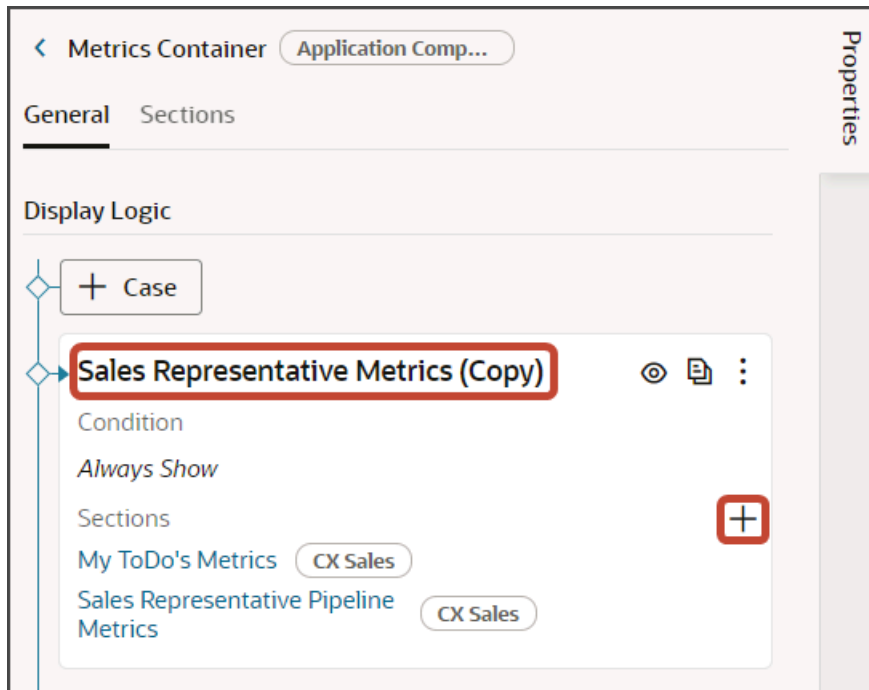 Metrics Container Application Comp...
Properties
General Sections
Display Logic
Case
Sales Representative Metrics (Copy)
Condition
Always Show
Sections
My ToDo's Metrics CX Sales
Sales Representative Pipeline
Metrics CX Sales